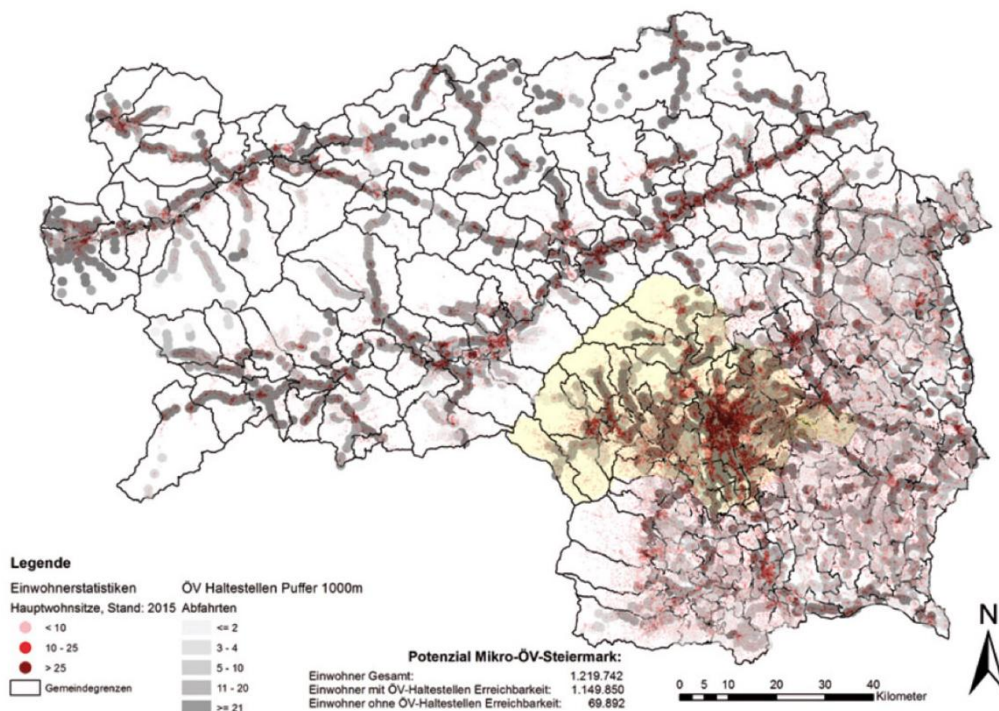 Legende
Einwohnerstatistiken
Hauptwohnsitze, Stand: 2015
< 10
10 - 25
> 25
Gemeindegrenzen
ÖV Haltestellen Puffer 1000m
Abfahrten
<= 2
3 - 4
5 - 10
11 - 20
>= 21
Potenzial Mikro-ÖV-Steiermark:
Einwohner Gesamt: 1.219.742
Einwohner mit ÖV-Haltestellen Erreichbarkeit: 1.149.850
Einwohner ohne ÖV-Haltestellen Erreichbarkeit: 69.892
0 5 10 20 30 40
Kilometer
N